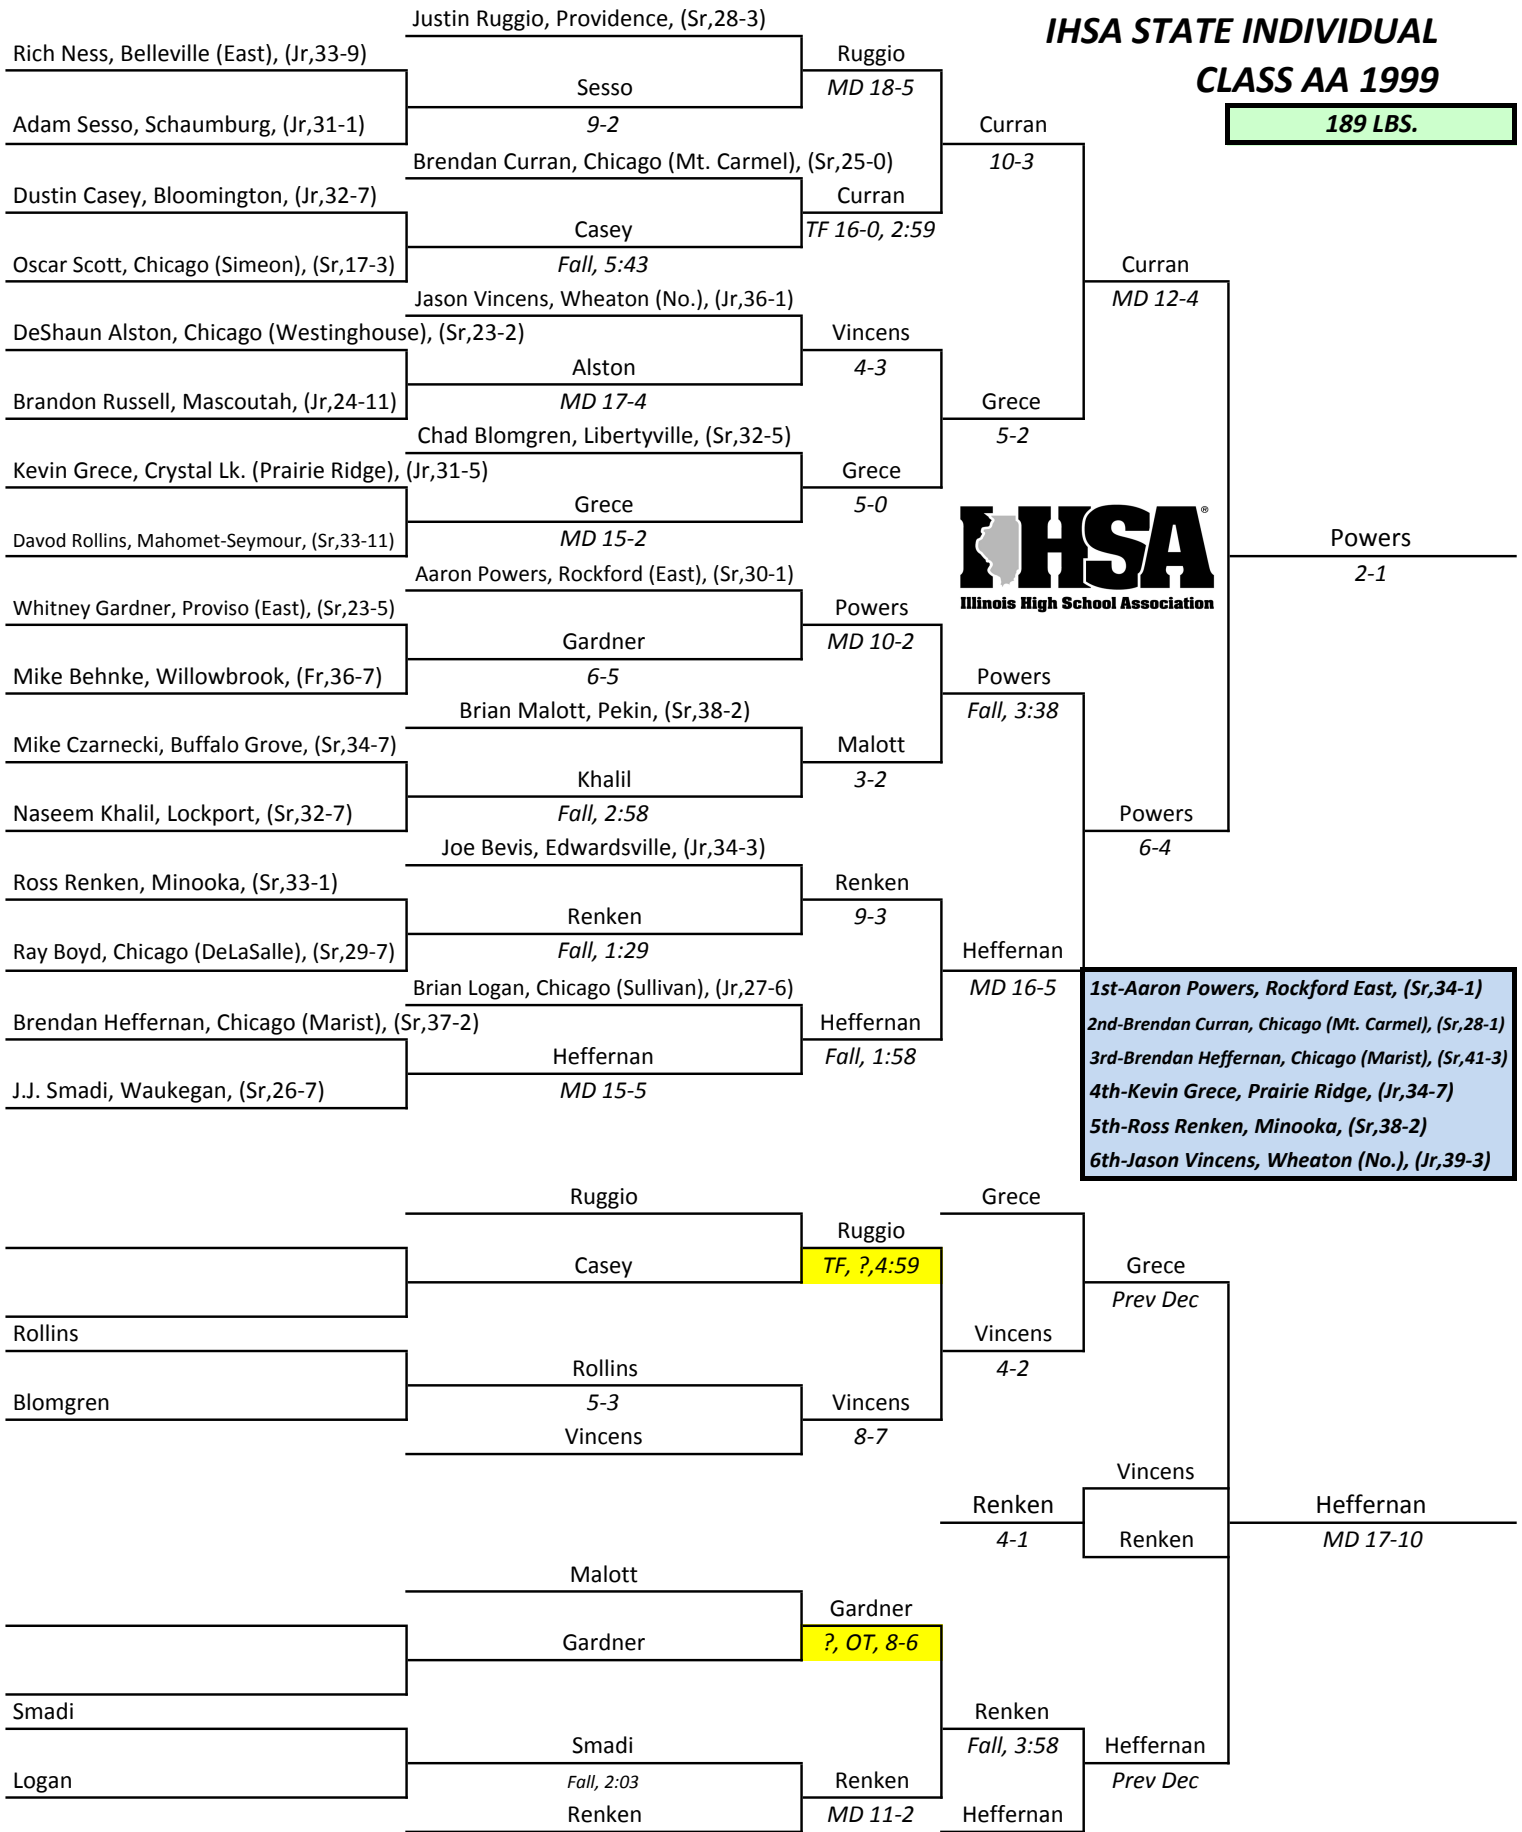 Justin Ruggio, Providence, (Sr,28-3)
IHSA STATE INDIVIDUAL
CLASS AA 1999
189 LBS.
Rich Ness, Belleville (East), (Jr,33-9)
Ruggio
Sesso
MD 18-5
Adam Sesso, Schaumburg, (Jr,31-1)
9-2
Curran
Brendan Curran, Chicago (Mt. Carmel), (Sr,25-0)
10-3
Dustin Casey, Bloomington, (Jr,32-7)
Curran
Casey
TF 16-0, 2:59
Oscar Scott, Chicago (Simeon), (Sr,17-3)
Fall, 5:43
Curran
Jason Vincens, Wheaton (No.), (Jr,36-1)
MD 12-4
DeShaun Alston, Chicago (Westinghouse), (Sr,23-2)
Vincens
Alston
4-3
Brandon Russell, Mascoutah, (Jr,24-11)
MD 17-4
Grece
Chad Blomgren, Libertyville, (Sr,32-5)
5-2
Kevin Grece, Crystal Lk. (Prairie Ridge), (Jr,31-5)
Grece
Grece
5-0
IHSA®
Illinois High School Association
Davod Rollins, Mahomet-Seymour, (Sr,33-11)
MD 15-2
Powers
Aaron Powers, Rockford (East), (Sr,30-1)
2-1
Whitney Gardner, Proviso (East), (Sr,23-5)
Powers
Gardner
MD 10-2
Mike Behnke, Willowbrook, (Fr,36-7)
6-5
Powers
Brian Malott, Pekin, (Sr,38-2)
Fall, 3:38
Mike Czarnecki, Buffalo Grove, (Sr,34-7)
Malott
Khalil
3-2
Naseem Khalil, Lockport, (Sr,32-7)
Fall, 2:58
Powers
Joe Bevis, Edwardsville, (Jr,34-3)
6-4
Ross Renken, Minooka, (Sr,33-1)
Renken
Renken
9-3
Ray Boyd, Chicago (DeLaSalle), (Sr,29-7)
Fall, 1:29
Heffernan
Brian Logan, Chicago (Sullivan), (Jr,27-6)
MD 16-5
Brendan Heffernan, Chicago (Marist), (Sr,37-2)
Heffernan
Heffernan
Fall, 1:58
J.J. Smadi, Waukegan, (Sr,26-7)
MD 15-5
1st-Aaron Powers, Rockford East, (Sr,34-1)
2nd-Brendan Curran, Chicago (Mt. Carmel), (Sr,28-1)
3rd-Brendan Heffernan, Chicago (Marist), (Sr,41-3)
4th-Kevin Grece, Prairie Ridge, (Jr,34-7)
5th-Ross Renken, Minooka, (Sr,38-2)
6th-Jason Vincens, Wheaton (No.), (Jr,39-3)
Ruggio
Grece
Ruggio
Casey
TF, ?,4:59
Grece
Prev Dec
Rollins
Vincens
Rollins
4-2
Blomgren
5-3
Vincens
Vincens
8-7
Vincens
Renken
Heffernan
4-1
Renken
MD 17-10
Malott
Gardner
Gardner
?, OT, 8-6
Smadi
Renken
Smadi
Fall, 3:58
Heffernan
Logan
Fall, 2:03
Renken
Prev Dec
Renken
MD 11-2
Heffernan